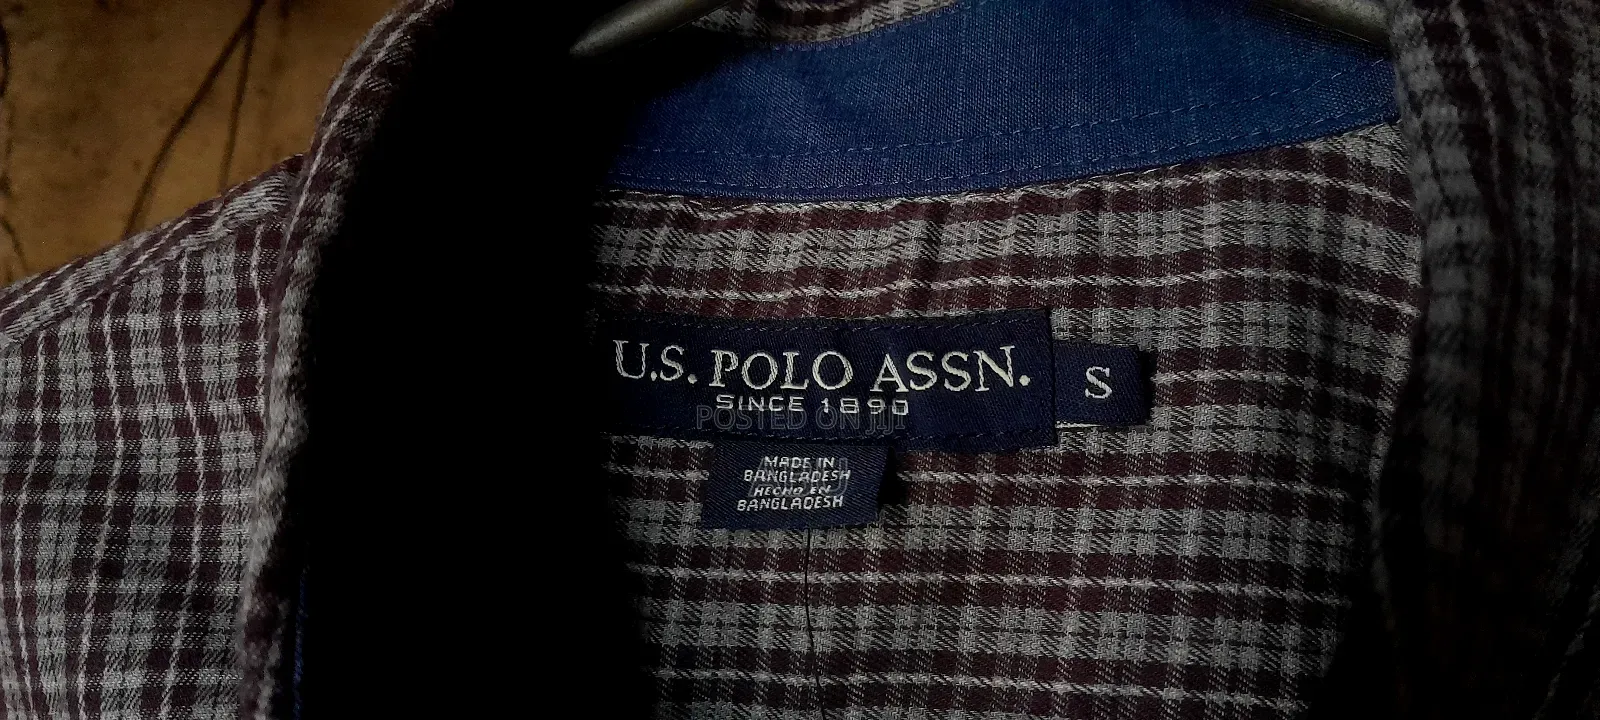 U.S. POLO ASSN.
SINCE 1890
S
POSTED ON JIJI
MADE IN
BANGLADESH
HECHO EN
BANGLADESH